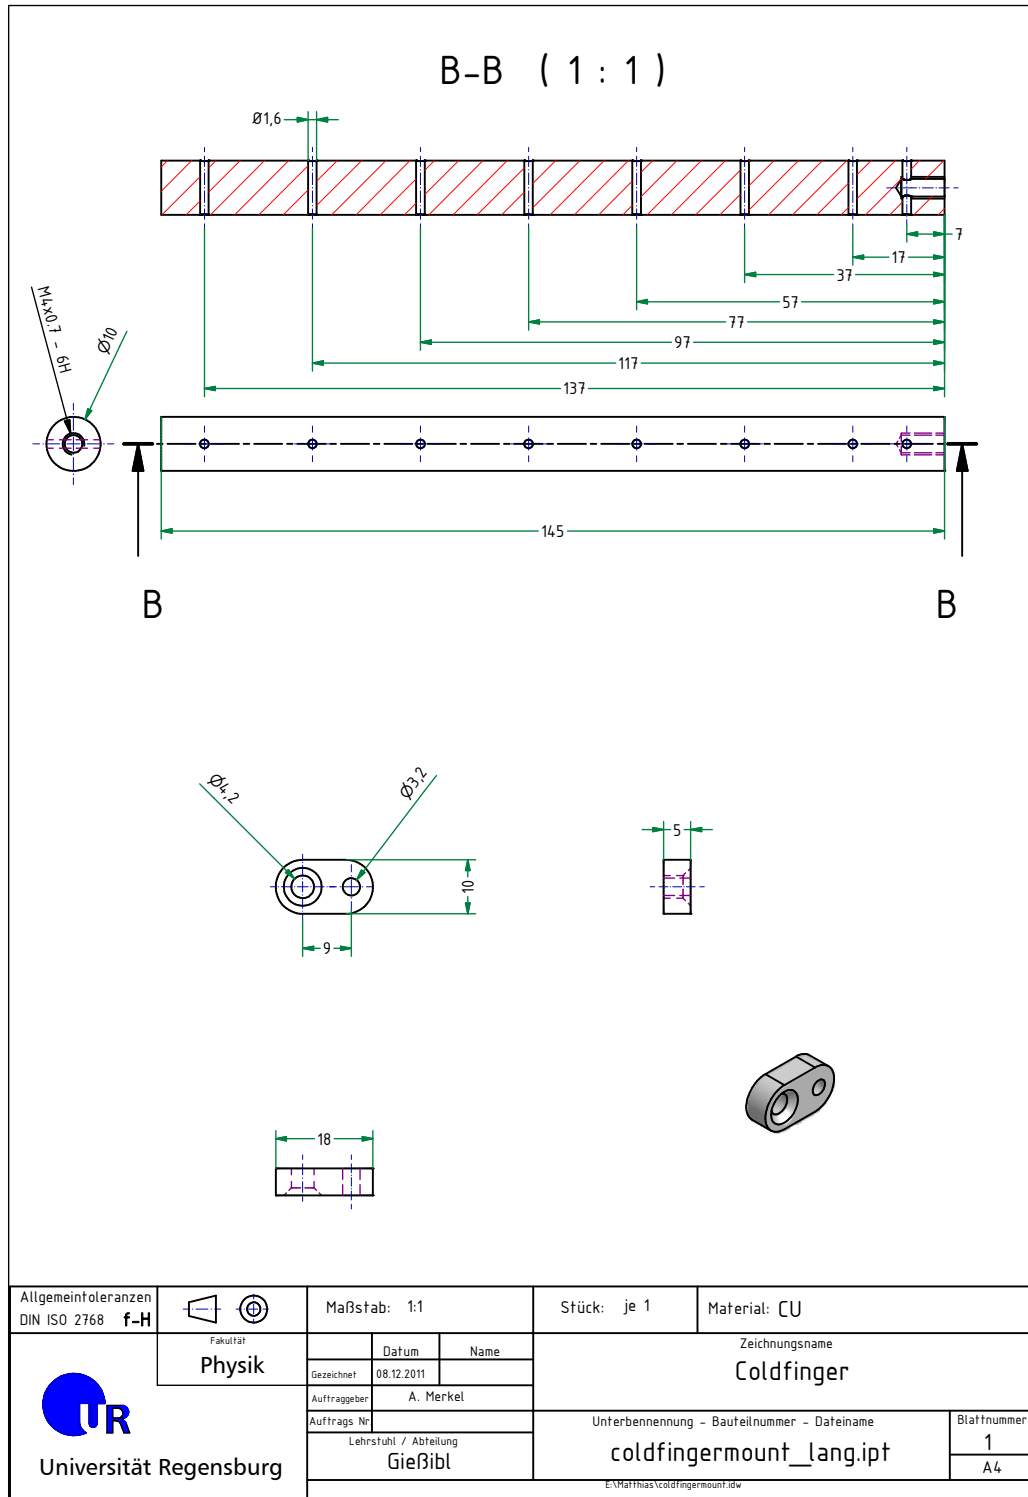 B-B ( 1 : 1 )
Ø1,6
7
17
37
57
77
97
117
137
M4x0.7 - 6H
Ø10
145
B
B
Ø4,2
Ø3,2
10
9
5
18
Allgemeintoleranzen
DIN ISO 2768 f-H
Maßstab: 1:1
Stück: je 1
Material: CU
Fakultät
Physik
Datum
Name
Gezeichnet
08.12.2011
Auftraggeber
A. Merkel
Auftrags Nr
Lehrstuhl / Abteilung
Gießibl
Zeichnungsname
Coldfinger
Unterbennennung - Bauteilnummer - Dateiname
coldfingermount_lang.ipt
Blattnummer
1
A4
E:\Matthias\coldfingermount.idw
UR
Universität Regensburg